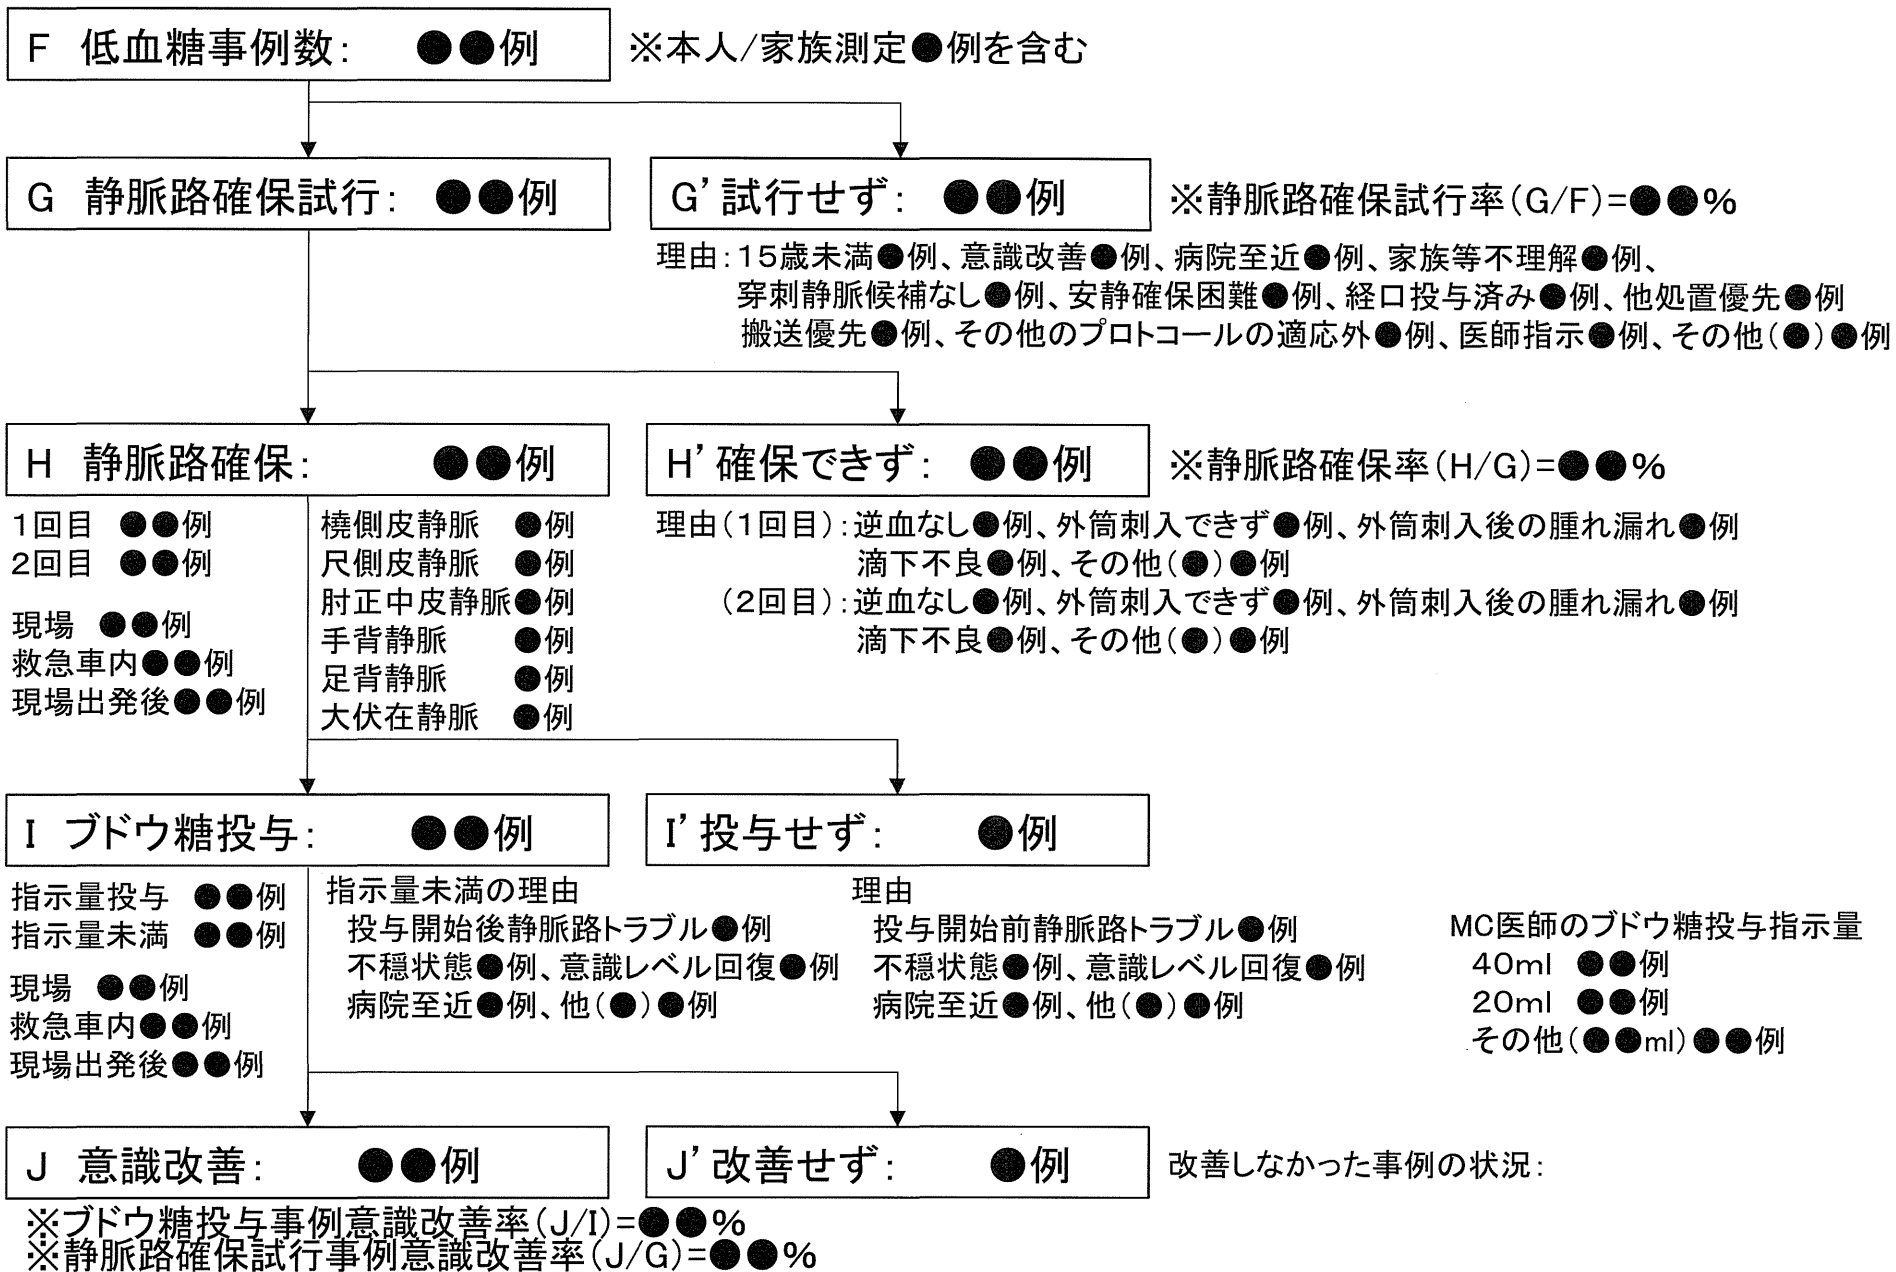 F 低血糖事例数: ●●例 ※本人/家族測定●例を含む
G 静脈路確保試行: ●●例
G’試行せず: ●●例 ※静脈路確保試行率(G/F)=●●%
理由:15歳未満●例、意識改善●例、病院至近●例、家族等不理解●例、
穿刺静脈候補なし●例、安静確保困難●例、経口投与済み●例、他処置優先●例
搬送優先●例、その他のプロトコールの適応外●例、医師指示●例、その他(●)●例
H 静脈路確保: ●●例
H’確保できず: ●●例 ※静脈路確保率(H/G)=●●%
1回目 ●●例
2回目 ●●例
現場 ●●例
救急車内●●例
現場出発後●●例
橈側皮静脈 ●例
尺側皮静脈 ●例
肘正中皮静脈●例
手背静脈 ●例
足背静脈 ●例
大伏在静脈 ●例
理由(1回目):逆血なし●例、外筒刺入できず●例、外筒刺入後の腫れ漏れ●例
滴下不良●例、その他(●)●例
(2回目):逆血なし●例、外筒刺入できず●例、外筒刺入後の腫れ漏れ●例
滴下不良●例、その他(●)●例
I ブドウ糖投与: ●●例
I’投与せず: ●例
指示量投与 ●●例
指示量未満 ●●例
現場 ●●例
救急車内●●例
現場出発後●●例
指示量未満の理由
投与開始後静脈路トラブル●例
不穏状態●例、意識レベル回復●例
病院至近●例、他(●)●例
理由
投与開始前静脈路トラブル●例
不穏状態●例、意識レベル回復●例
病院至近●例、他(●)●例
MC医師のブドウ糖投与指示量
40ml ●●例
20ml ●●例
その他(●●ml)●●例
J 意識改善: ●●例
J’改善せず: ●例 改善しなかった事例の状況:
※ブドウ糖投与事例意識改善率(J/I)=●●%
※静脈路確保試行事例意識改善率(J/G)=●●%